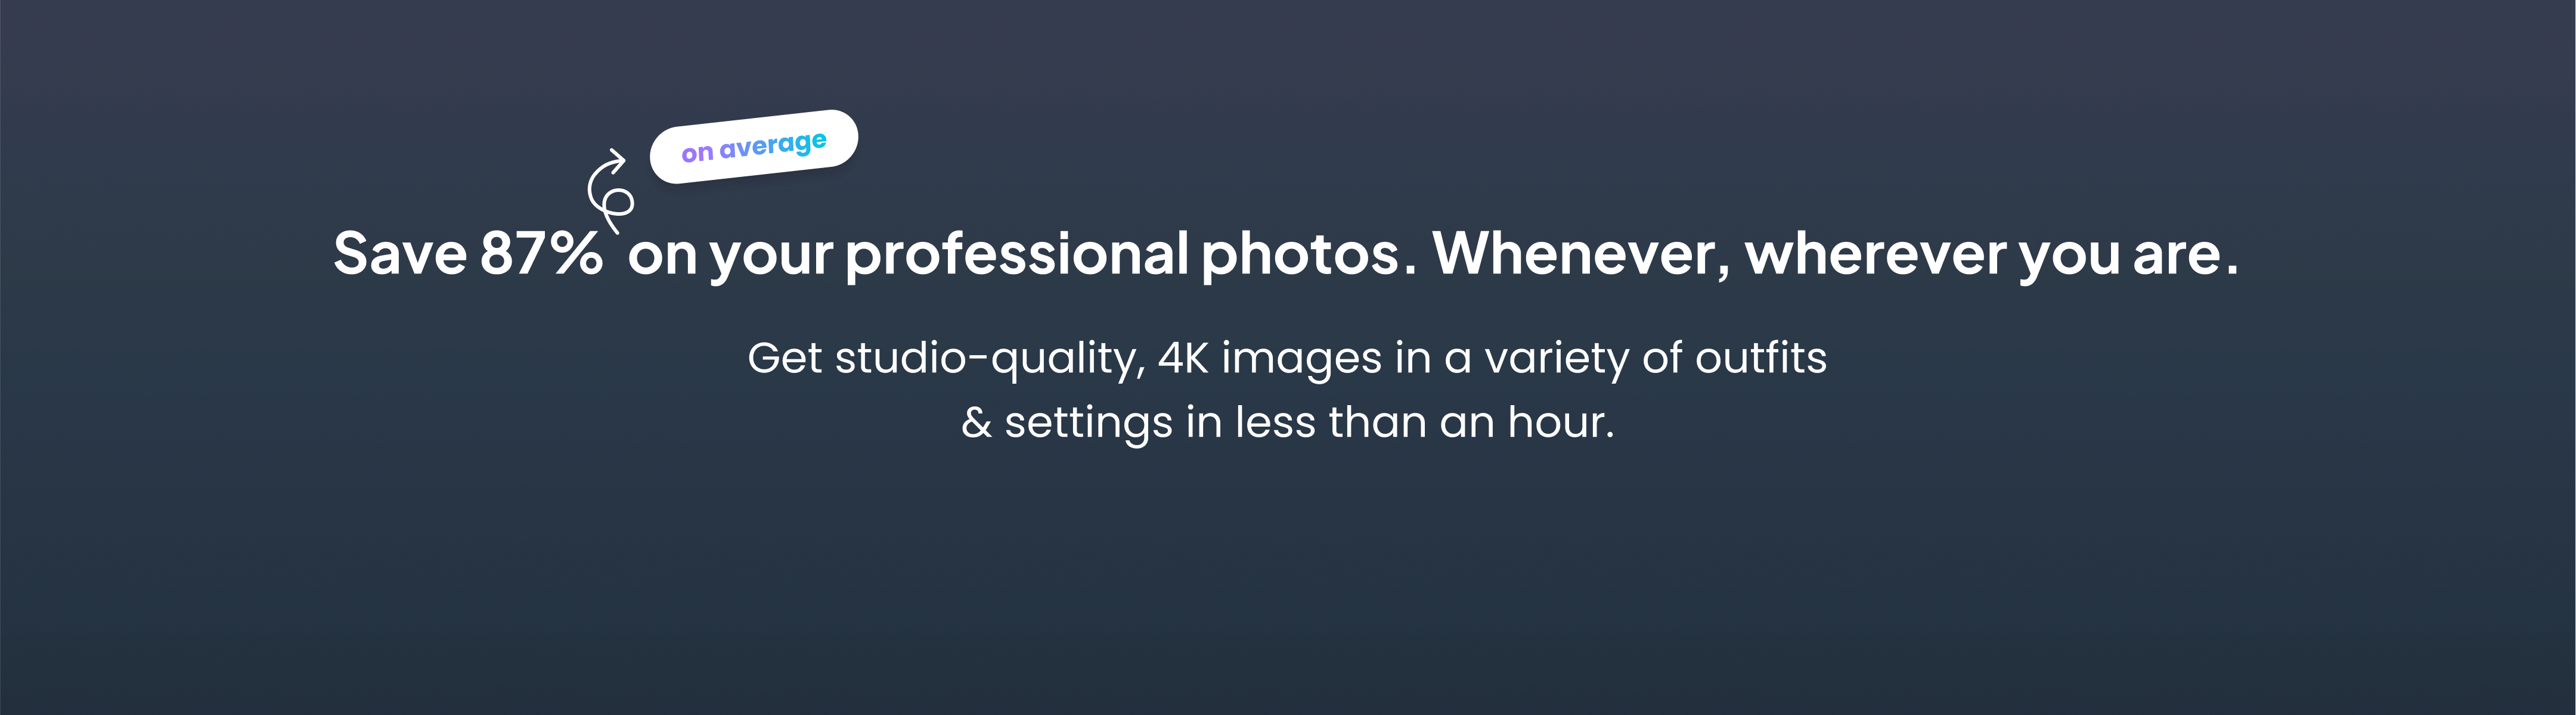 on average
Save 87% on your professional photos. Whenever, wherever you are.
Get studio-quality, 4K images in a variety of outfits
& settings in less than an hour.